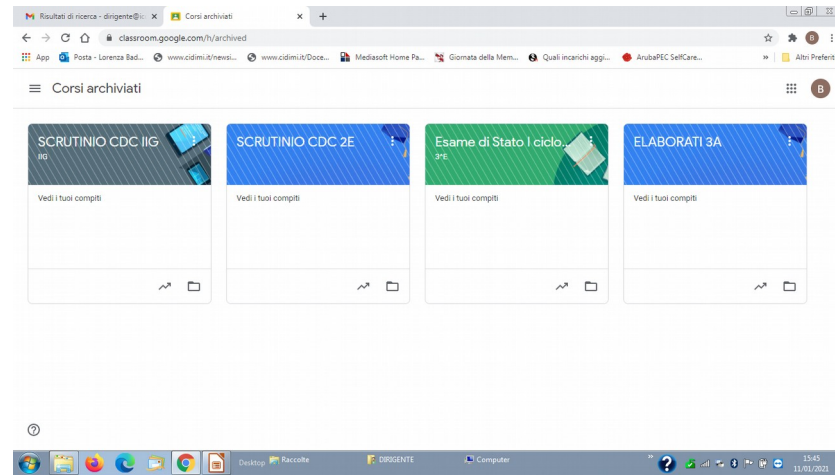 Risultati di ricerca - dirigente@ic
Corsi archiviati
classroom.google.com/h/archived
App
Posta - Lorenza Bad...
www.cidimi.it/newsi...
www.cidimi.it/Doce...
Mediasoft Home Pa...
Giornata della Mem...
Quali incarichi aggi...
ArubaPEC SelfCare...
»
Altri Preferiti
Corsi archiviati
B
SCRUTINIO CDC IIG
IIG
Vedi i tuoi compiti
SCRUTINIO CDC 2E
Vedi i tuoi compiti
Esame di Stato I ciclo...
3^E
Vedi i tuoi compiti
ELABORATI 3A
Vedi i tuoi compiti
Desktop
Raccolte
DIRIGENTE
Computer
»
15:45
11/01/2021